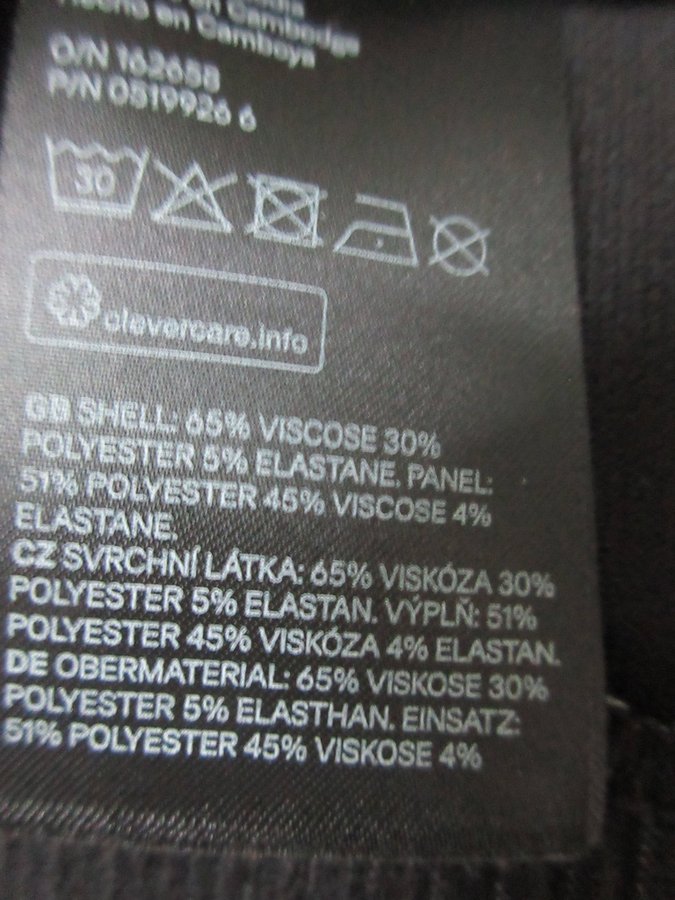 en Cambodge
Hecho en Camboya
O/N 162658
P/N 0519926 6
30
clevercare.info
GB SHELL: 65% VISCOSE 30%
POLYESTER 5% ELASTANE. PANEL:
51% POLYESTER 45% VISCOSE 4%
ELASTANE.
CZ SVRCHNÍ LÁTKA: 65% VISKÓZA 30%
POLYESTER 5% ELASTAN. VÝPLŇ: 51%
POLYESTER 45% VISKÓZA 4% ELASTAN.
DE OBERMATERIAL: 65% VISKOSE 30%
POLYESTER 5% ELASTHAN. EINSATZ:
51% POLYESTER 45% VISKOSE 4%